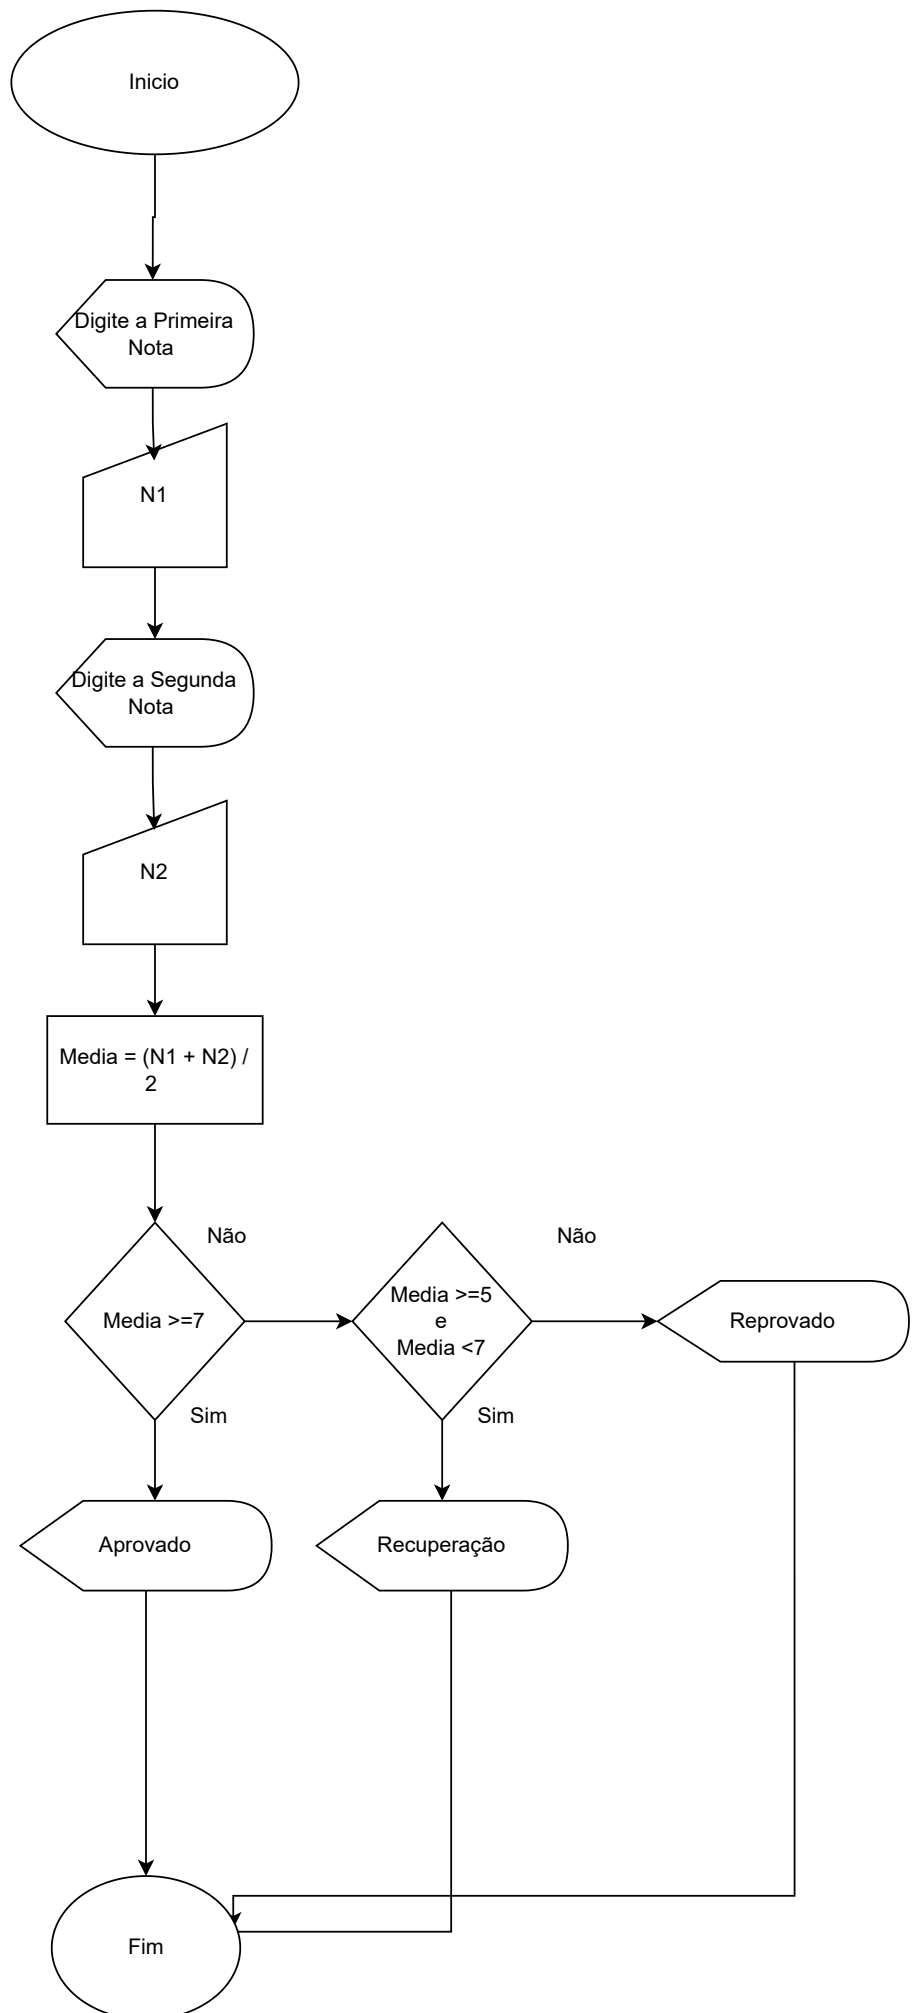 Inicio
Digite a Primeira
Nota
N1
Digite a Segunda
Nota
N2
Media = (N1 + N2) /
2
Não
Não
Media >=7
Media >=5
e
Media <7
Reprovado
Sim
Sim
Aprovado
Recuperação
Fim